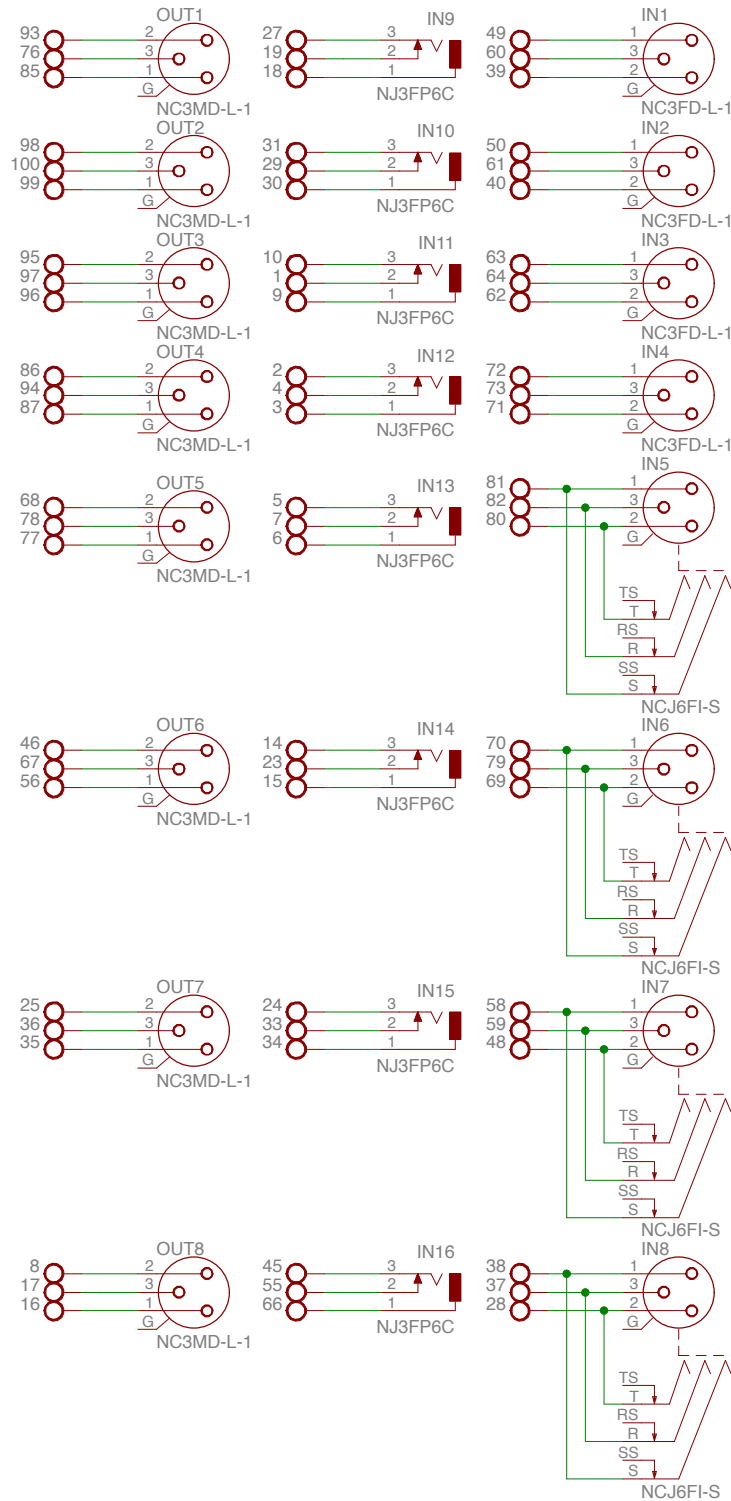 OUT1
93 2
76 3
85 1
G
NC3MD-L-1
IN9
27 3
19 2
18 1
NJ3FP6C
IN1
49 1
60 3
39 2
NC3FD-L-1
OUT2
98 2
100 3
99 1
G
NC3MD-L-1
IN10
31 3
29 2
30 1
NJ3FP6C
IN2
50 1
61 3
40 2
G
NC3FD-L-1
OUT3
95 2
97 3
96 1
G
NC3MD-L-1
IN11
10 3
1 2
9 1
NJ3FP6C
IN3
63 1
64 3
62 2
G
NC3FD-L-1
OUT4
86 2
94 3
87 1
G
NC3MD-L-1
IN12
2 3
4 2
3 1
NJ3FP6C
IN4
72 1
73 3
71 2
G
NC3FD-L-1
OUT5
68 2
78 3
77 1
G
NC3MD-L-1
IN13
5 3
7 2
6 1
NJ3FP6C
IN5
81 1
82 3
80 2
G
TS
T
RS
R
SS
S
NCJ6FI-S
OUT6
46 2
67 3
56 1
G
NC3MD-L-1
IN14
14 3
23 2
15 1
NJ3FP6C
IN6
70 1
79 3
69 2
G
TS
T
RS
R
SS
S
NCJ6FI-S
OUT7
25 2
36 3
35 1
G
NC3MD-L-1
IN15
24 3
33 2
34 1
NJ3FP6C
IN7
58 1
59 3
48 2
G
TS
T
RS
R
SS
S
NCJ6FI-S
OUT8
8 2
17 3
16 1
G
NC3MD-L-1
IN16
45 3
55 2
66 1
NJ3FP6C
IN8
38 1
37 3
28 2
G
TS
T
RS
R
SS
S
NCJ6FI-S